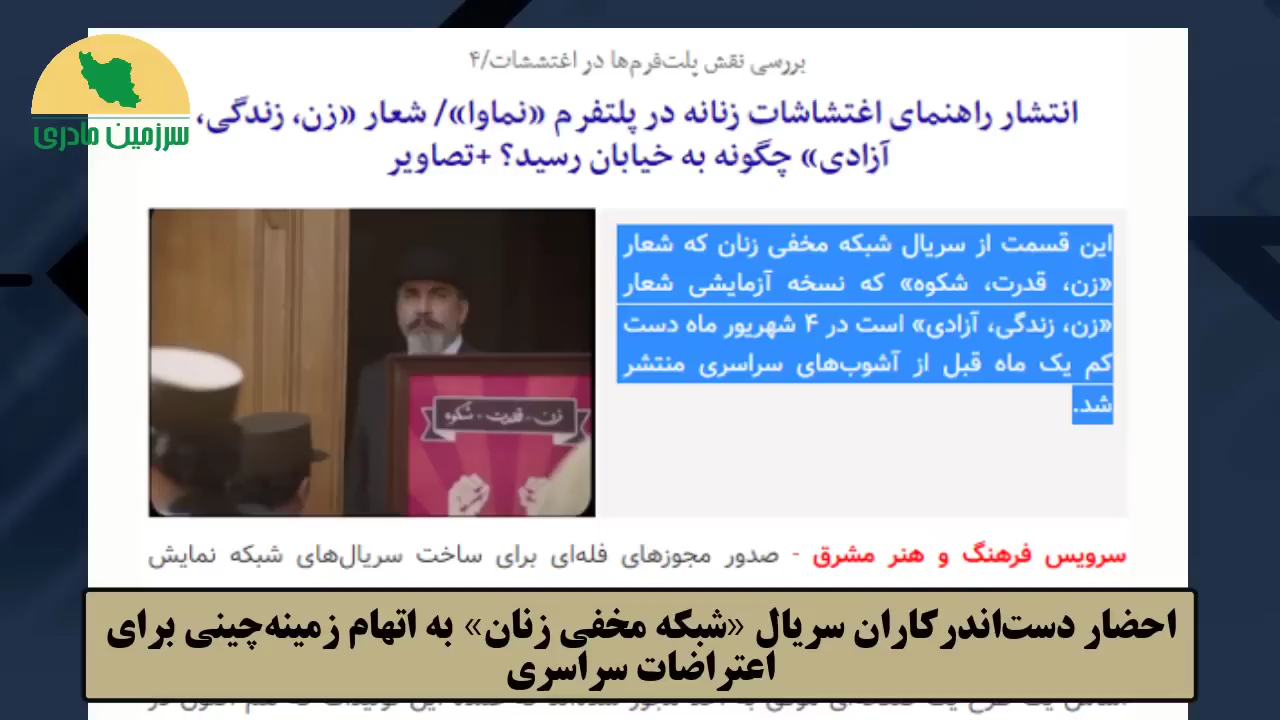 سرزمین مادری
بررسی نقش پلت‌فرم‌ها در اغتششات/۴
انتشار راهنمای اغتشاشات زنانه در پلتفرم «نماوا»/ شعار «زن، زندگی،
آزادی» چگونه به خیابان رسید؟ +تصاویر
این قسمت از سریال شبکه مخفی زنان که شعار
«زن، قدرت، شکوه» که نسخه آزمایشی شعار
«زن، زندگی، آزادی» است در ۴ شهریور ماه دست
کم یک ماه قبل از آشوب‌های سراسری منتشر
شد.
زن - قدرت - شکوه
سرویس فرهنگ و هنر مشرق - صدور مجوزهای فله‌ای برای ساخت سریال‌های شبکه نمایش
احضار دست‌اندرکاران سریال «شبکه مخفی زنان» به اتهام زمینه‌چینی برای
اعتراضات سراسری